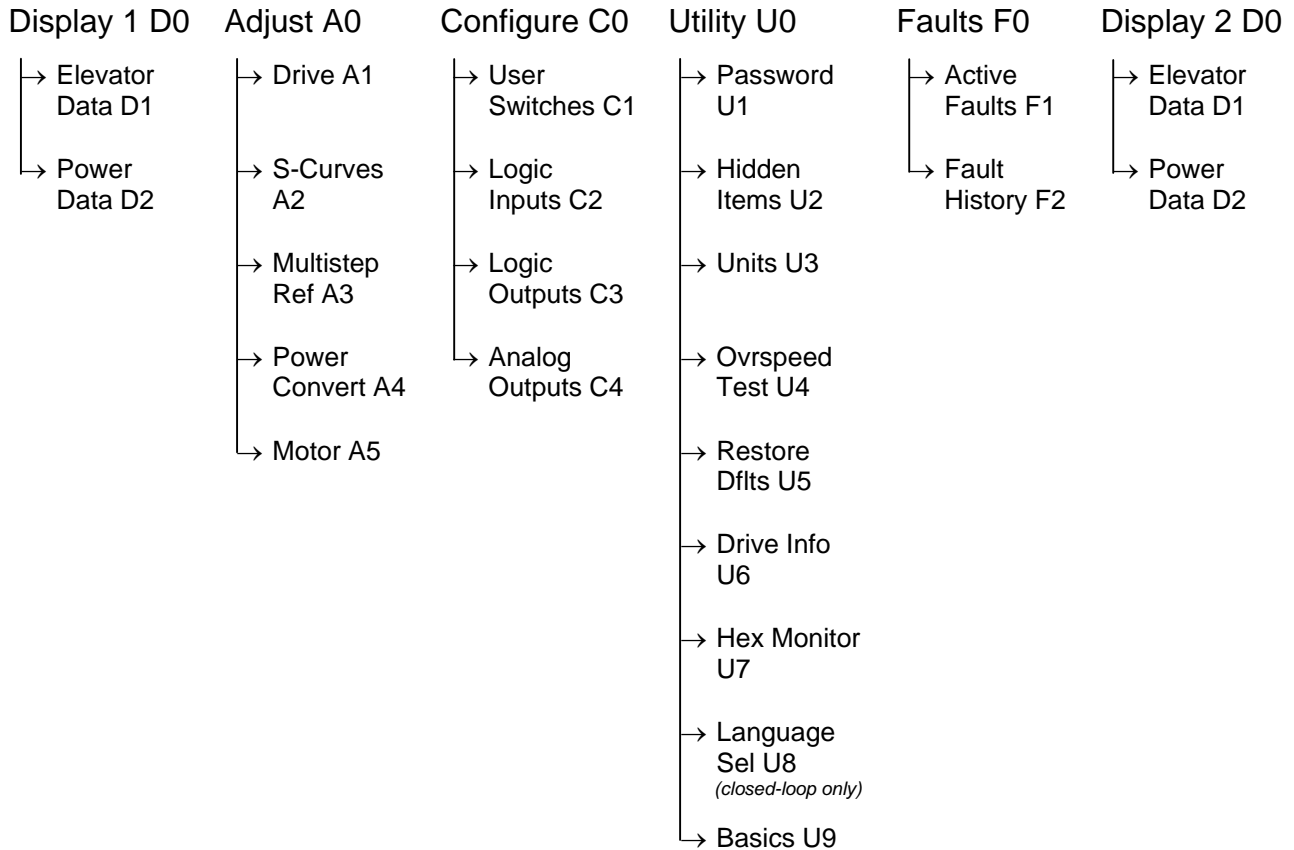 Display 1 D0
Elevator
Data D1
Power
Data D2
Adjust A0
Drive A1
S-Curves
A2
Multistep
Ref A3
Power
Convert A4
Motor A5
Configure C0
User
Switches C1
Logic
Inputs C2
Logic
Outputs C3
Analog
Outputs C4
Utility U0
Password
U1
Hidden
Items U2
Units U3
Ovrspeed
Test U4
Restore
Dflts U5
Drive Info
U6
Hex Monitor
U7
Language
Sel U8
(closed-loop only)
Basics U9
Faults F0
Active
Faults F1
Fault
History F2
Display 2 D0
Elevator
Data D1
Power
Data D2